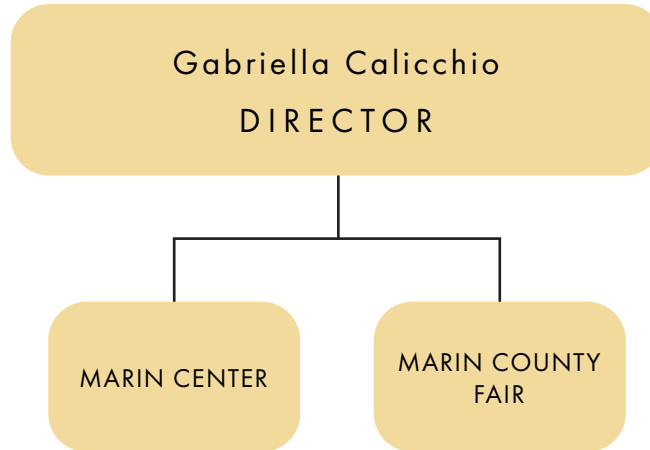 Gabriella Calicchio
DIRECTOR
MARIN CENTER
MARIN COUNTY
FAIR